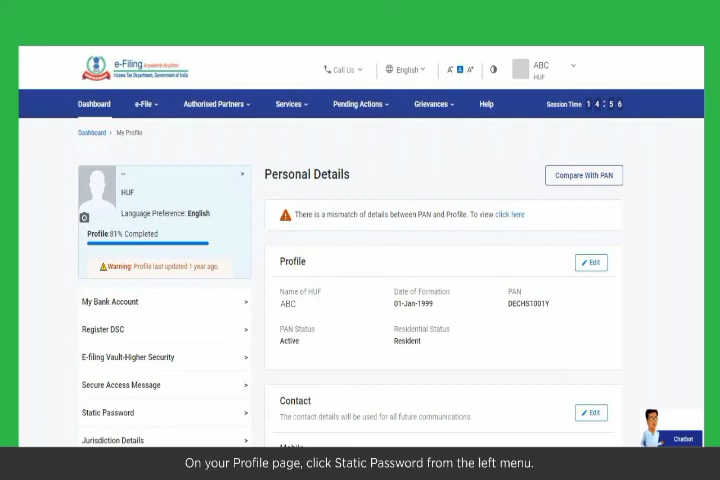 e-Filing Anywhere Anytime
Income Tax Department, Government of India
Call Us
English
A- A A+
ABC
HUF
Dashboard e-File Authorised Partners Services Pending Actions Grievances Help Session Time 1 4 : 5 6
Dashboard > My Profile
--
HUF
Language Preference: English
Profile:81% Completed
Warning: Profile last updated 1 year ago.
My Bank Account
Register DSC
E-filing Vault-Higher Security
Secure Access Message
Static Password
Jurisdiction Details
Personal Details
Compare With PAN
There is a mismatch of details between PAN and Profile. To view click here
Profile
Edit
Name of HUF Date of Formation PAN
ABC 01-Jan-1999 DECHS1001Y
PAN Status Residential Status
Active Resident
Contact
Edit
The contact details will be used for all future communications.
Mobile
Chatbot
On your Profile page, click Static Password from the left menu.